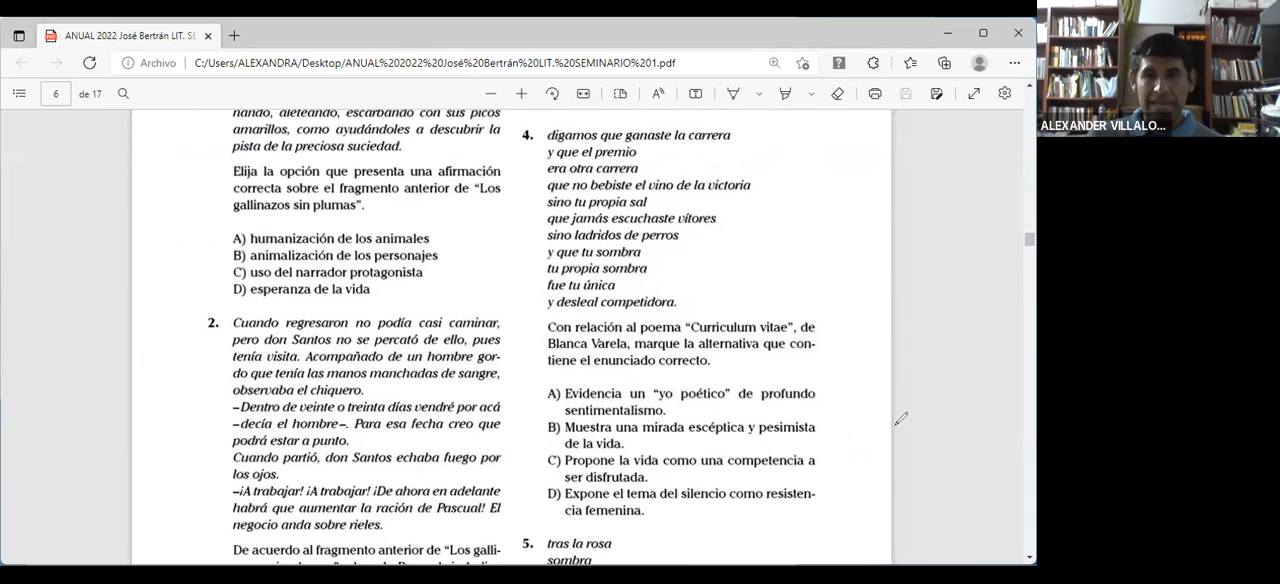 ANUAL 2022 José Bertrán LIT. SE
Archivo
C:/Users/ALEXANDRA/Desktop/ANUAL%202022%20José%20Bertrán%20LIT.%20SEMINARIO%201.pdf
6 de 17
ALEXANDER VILLALO...
nando, aleteando, escarbando con sus picos
amarillos, como ayudándoles a descubrir la
pista de la preciosa suciedad.
Elija la opción que presenta una afirmación
correcta sobre el fragmento anterior de “Los
gallinazos sin plumas”.
A) humanización de los animales
B) animalización de los personajes
C) uso del narrador protagonista
D) esperanza de la vida
2. Cuando regresaron no podía casi caminar,
pero don Santos no se percató de ello, pues
tenía visita. Acompañado de un hombre gor-
do que tenía las manos manchadas de sangre,
observaba el chiquero.
–Dentro de veinte o treinta días vendré por acá
–decía el hombre–. Para esa fecha creo que
podrá estar a punto.
Cuando partió, don Santos echaba fuego por
los ojos.
–¡A trabajar! ¡A trabajar! ¡De ahora en adelante
habrá que aumentar la ración de Pascual! El
negocio anda sobre rieles.
De acuerdo al fragmento anterior de “Los galli-
4. digamos que ganaste la carrera
y que el premio
era otra carrera
que no bebiste el vino de la victoria
sino tu propia sal
que jamás escuchaste vítores
sino ladridos de perros
y que tu sombra
tu propia sombra
fue tu única
y desleal competidora.
Con relación al poema “Curriculum vitae”, de
Blanca Varela, marque la alternativa que con-
tiene el enunciado correcto.
A) Evidencia un “yo poético” de profundo
sentimentalismo.
B) Muestra una mirada escéptica y pesimista
de la vida.
C) Propone la vida como una competencia a
ser disfrutada.
D) Expone el tema del silencio como resisten-
cia femenina.
5. tras la rosa
sombra